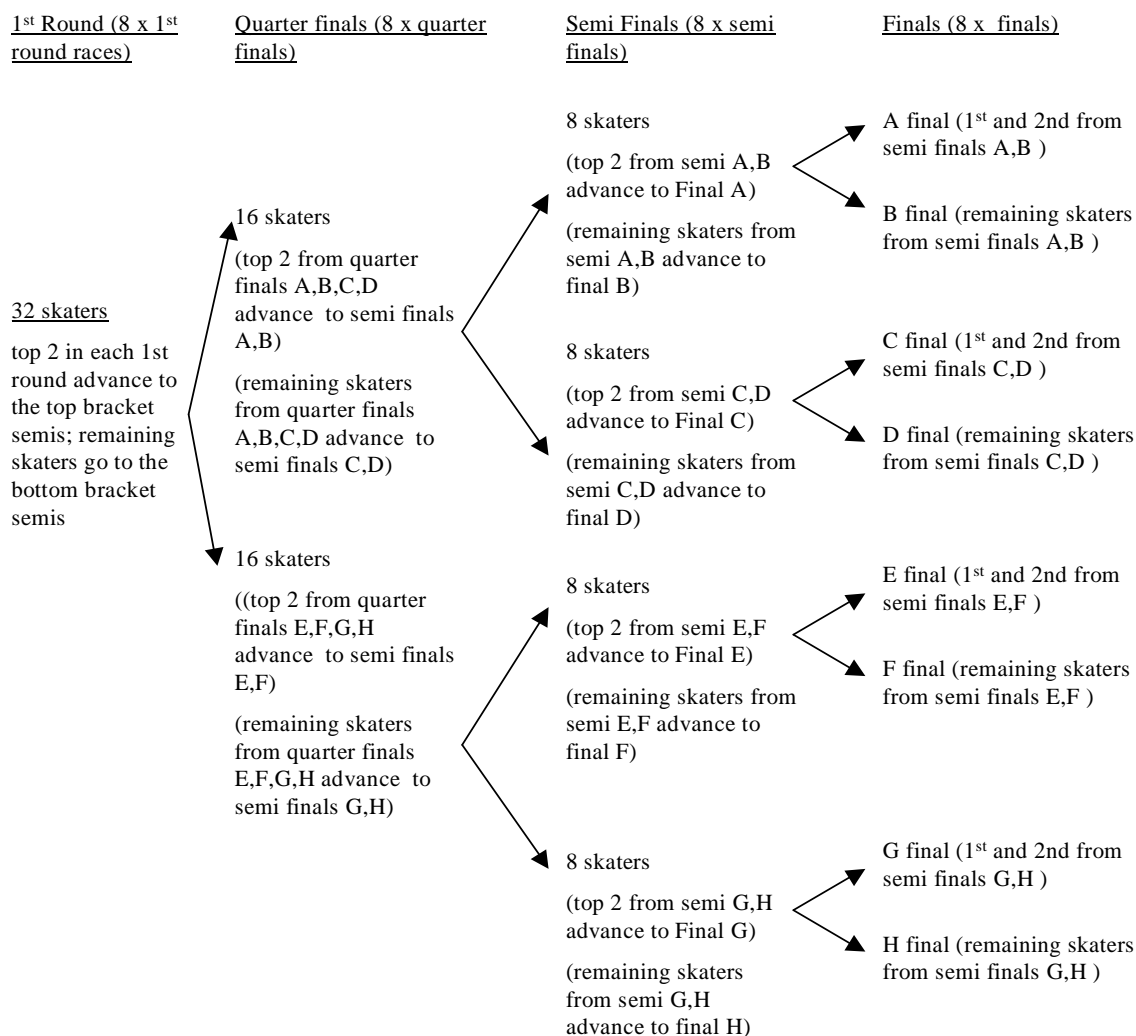 1st Round (8 x 1st
round races)
32 skaters
top 2 in each 1st
round advance to
the top bracket
semis; remaining
skaters go to the
bottom bracket
semis
Quarter finals (8 x quarter
finals)
16 skaters
(top 2 from quarter
finals A,B,C,D
advance to semi finals
A,B)
(remaining skaters
from quarter finals
A,B,C,D advance to
semi finals C,D)
16 skaters
((top 2 from quarter
finals E,F,G,H
advance to semi finals
E,F)
(remaining skaters
from quarter finals
E,F,G,H advance to
semi finals G,H)
Semi Finals (8 x semi
finals)
8 skaters
(top 2 from semi A,B
advance to Final A)
(remaining skaters from
semi A,B advance to
final B)
8 skaters
(top 2 from semi C,D
advance to Final C)
(remaining skaters from
semi C,D advance to
final D)
8 skaters
(top 2 from semi E,F
advance to Final E)
(remaining skaters from
semi E,F advance to
final F)
8 skaters
(top 2 from semi G,H
advance to Final G)
(remaining skaters
from semi G,H
advance to final H)
Finals (8 x finals)
A final (1st and 2nd from
semi finals A,B )
B final (remaining skaters
from semi finals A,B )
C final (1st and 2nd from
semi finals C,D )
D final (remaining skaters
from semi finals C,D )
E final (1st and 2nd from
semi finals E,F )
F final (remaining skaters
from semi finals E,F )
G final (1st and 2nd from
semi finals G,H )
H final (remaining skaters
from semi finals G,H )